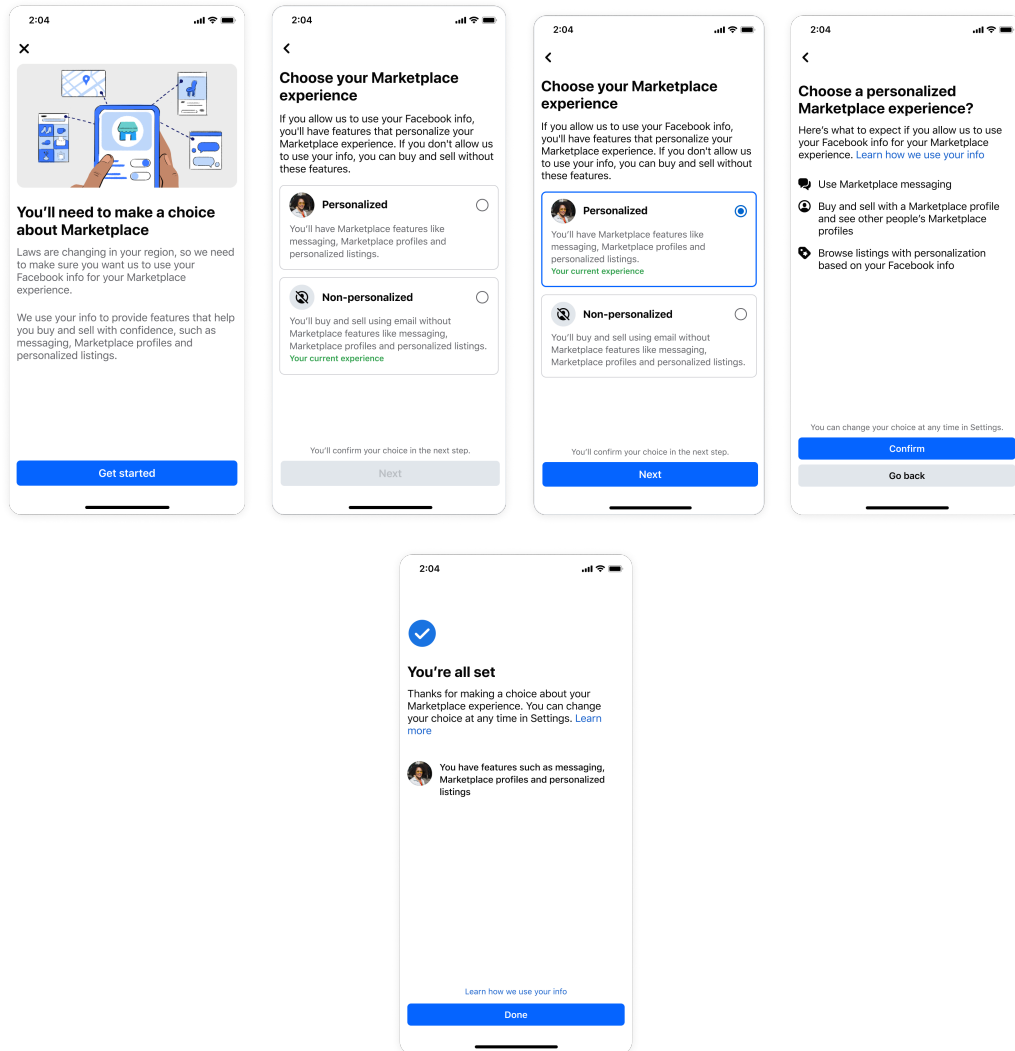 2:04
You'll need to make a choice
about Marketplace
Laws are changing in your region, so we need
to make sure you want us to use your
Facebook info for your Marketplace
experience.
We use your info to provide features that help
you buy and sell with confidence, such as
messaging, Marketplace profiles and
personalized listings.
Get started
2:04
Choose your Marketplace
experience
If you allow us to use your Facebook info,
you'll have features that personalize your
Marketplace experience. If you don't allow us
to use your info, you can buy and sell without
these features.
Personalized
You'll have Marketplace features like
messaging, Marketplace profiles and
personalized listings.
Non-personalized
You'll buy and sell using email without
Marketplace features like messaging,
Marketplace profiles and personalized listings.
Your current experience
You'll confirm your choice in the next step.
Next
2:04
Choose your Marketplace
experience
If you allow us to use your Facebook info,
you'll have features that personalize your
Marketplace experience. If you don't allow us
to use your info, you can buy and sell without
these features.
Personalized
You'll have Marketplace features like
messaging, Marketplace profiles and
personalized listings.
Your current experience
Non-personalized
You'll buy and sell using email without
Marketplace features like messaging,
Marketplace profiles and personalized listings.
You'll confirm your choice in the next step.
Next
2:04
Choose a personalized
Marketplace experience?
Here's what to expect if you allow us to use
your Facebook info for your Marketplace
experience. Learn how we use your info
Use Marketplace messaging
Buy and sell with a Marketplace profile
and see other people's Marketplace
profiles
Browse listings with personalization
based on your Facebook info
You can change your choice at any time in Settings.
Confirm
Go back
2:04
You're all set
Thanks for making a choice about your
Marketplace experience. You can change
your choice at any time in Settings. Learn
more
You have features such as messaging,
Marketplace profiles and personalized
listings
Learn how we use your info
Done